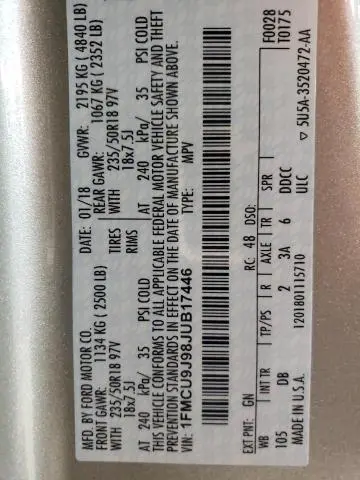 MFD. BY FORD MOTOR CO.
DATE: 01/18 GVWR: 2195 KG ( 4840 LB)
FRONT GAWR: 1134 KG ( 2500 LB) REAR GAWR: 1067 KG ( 2352 LB)
WITH 235/50R18 97V TIRES WITH 235/50R18 97V
18x7.5J RIMS 18x7.5J
AT 240 kPa/ 35 PSI COLD AT 240 kPa/ 35 PSI COLD
THIS VEHICLE CONFORMS TO ALL APPLICABLE FEDERAL MOTOR VEHICLE SAFETY AND THEFT
PREVENTION STANDARDS IN EFFECT ON THE DATE OF MANUFACTURE SHOWN ABOVE.
VIN: 1FMCU9J98JUB17446 TYPE: MPV
F0028
T0175
EXT PNT: GN RC: 48 DSO:
WB INT TR TP/PS R AXLE TR SPR
105 DB 2 3A 6 DDCC
MADE IN U.S.A. 1201801115710 ULC
▽ 5U5A-3520472-AA